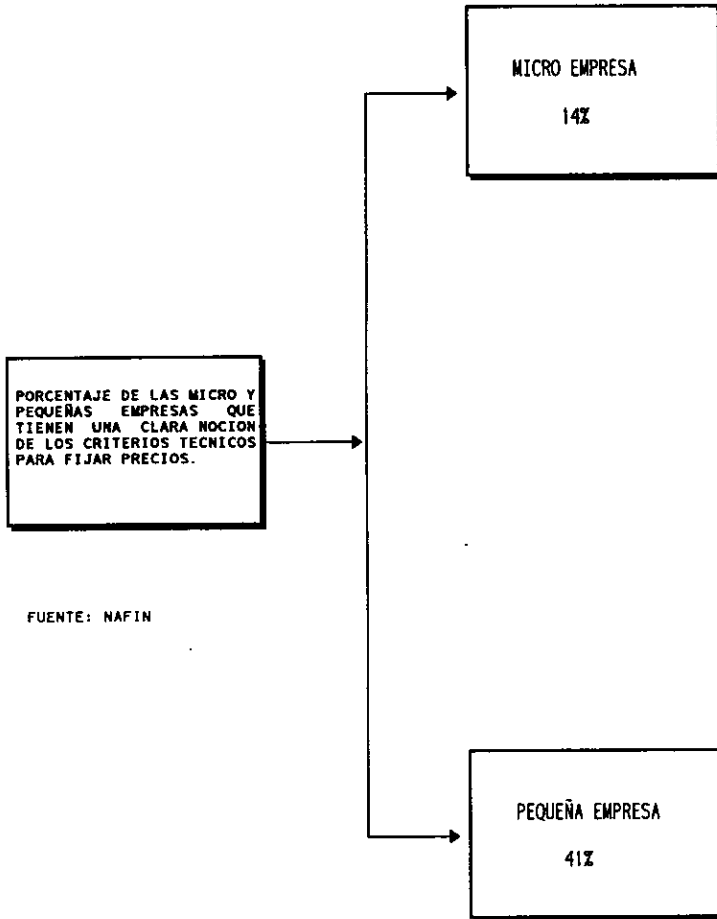 MICRO EMPRESA
14%
PORCENTAJE DE LAS MICRO Y
PEQUEÑAS EMPRESAS QUE
TIENEN UNA CLARA NOCION
DE LOS CRITERIOS TECNICOS
PARA FIJAR PRECIOS.
FUENTE: NAFIN
PEQUEÑA EMPRESA
41%